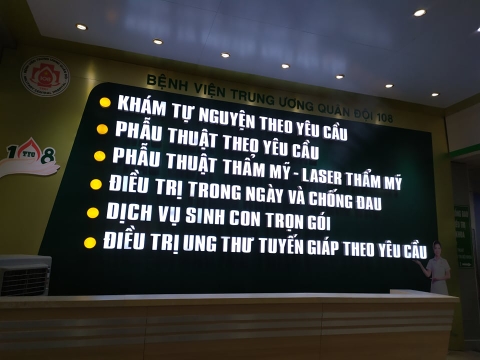 BỆNH VIỆN TRUNG ƯƠNG QUÂN ĐỘI 108
KHÁM TỰ NGUYỆN THEO YÊU CẦU
PHẪU THUẬT THEO YÊU CẦU
PHẪU THUẬT THẨM MỸ - LASER THẨM MỸ
ĐIỀU TRỊ TRONG NGÀY VÀ CHỐNG ĐAU
DỊCH VỤ SINH CON TRỌN GÓI
ĐIỀU TRỊ UNG THƯ TUYẾN GIÁP THEO YÊU CẦU
108